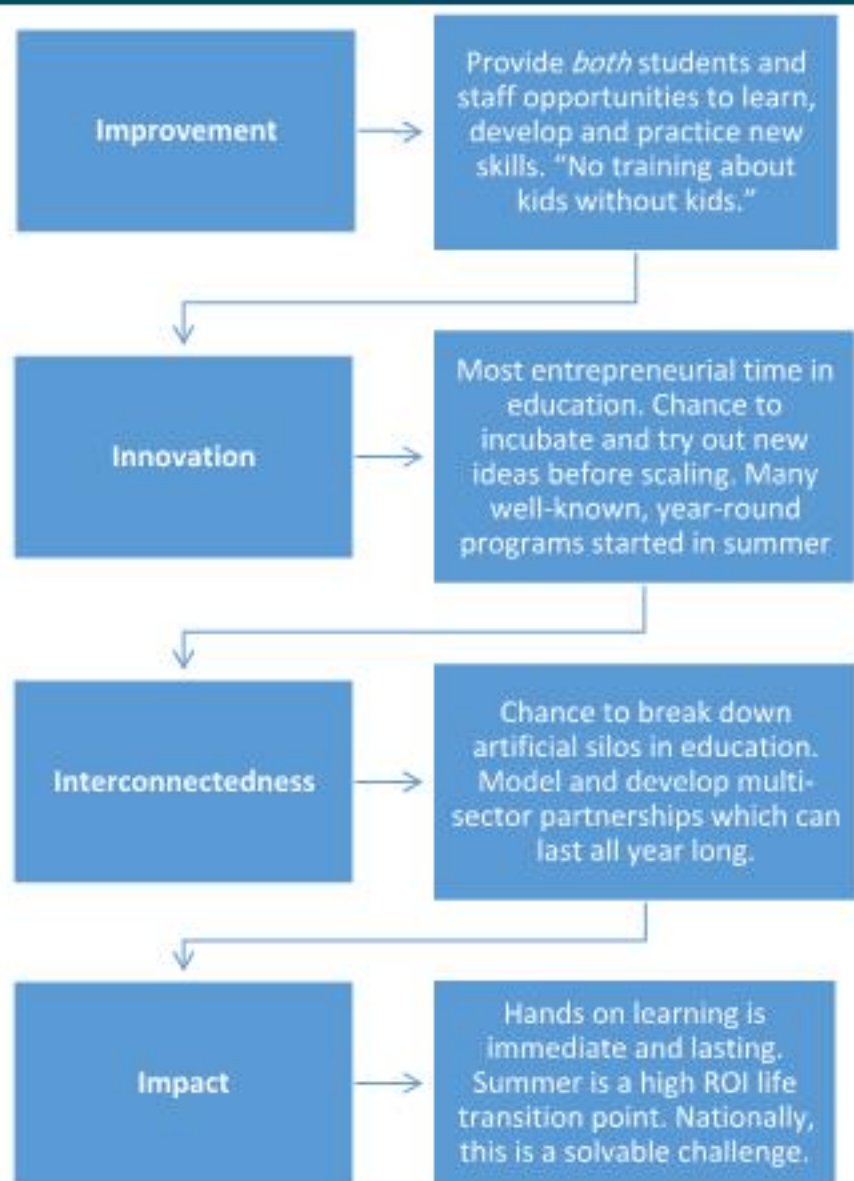 Improvement
Provide both students and
staff opportunities to learn,
develop and practice new
skills. “No training about
kids without kids.”
Innovation
Most entrepreneurial time in
education. Chance to
incubate and try out new
ideas before scaling. Many
well-known, year-round
programs started in summer
Interconnectedness
Chance to break down
artificial silos in education.
Model and develop multi-
sector partnerships which can
last all year long.
Impact
Hands on learning is
immediate and lasting.
Summer is a high ROI life
transition point. Nationally,
this is a solvable challenge.